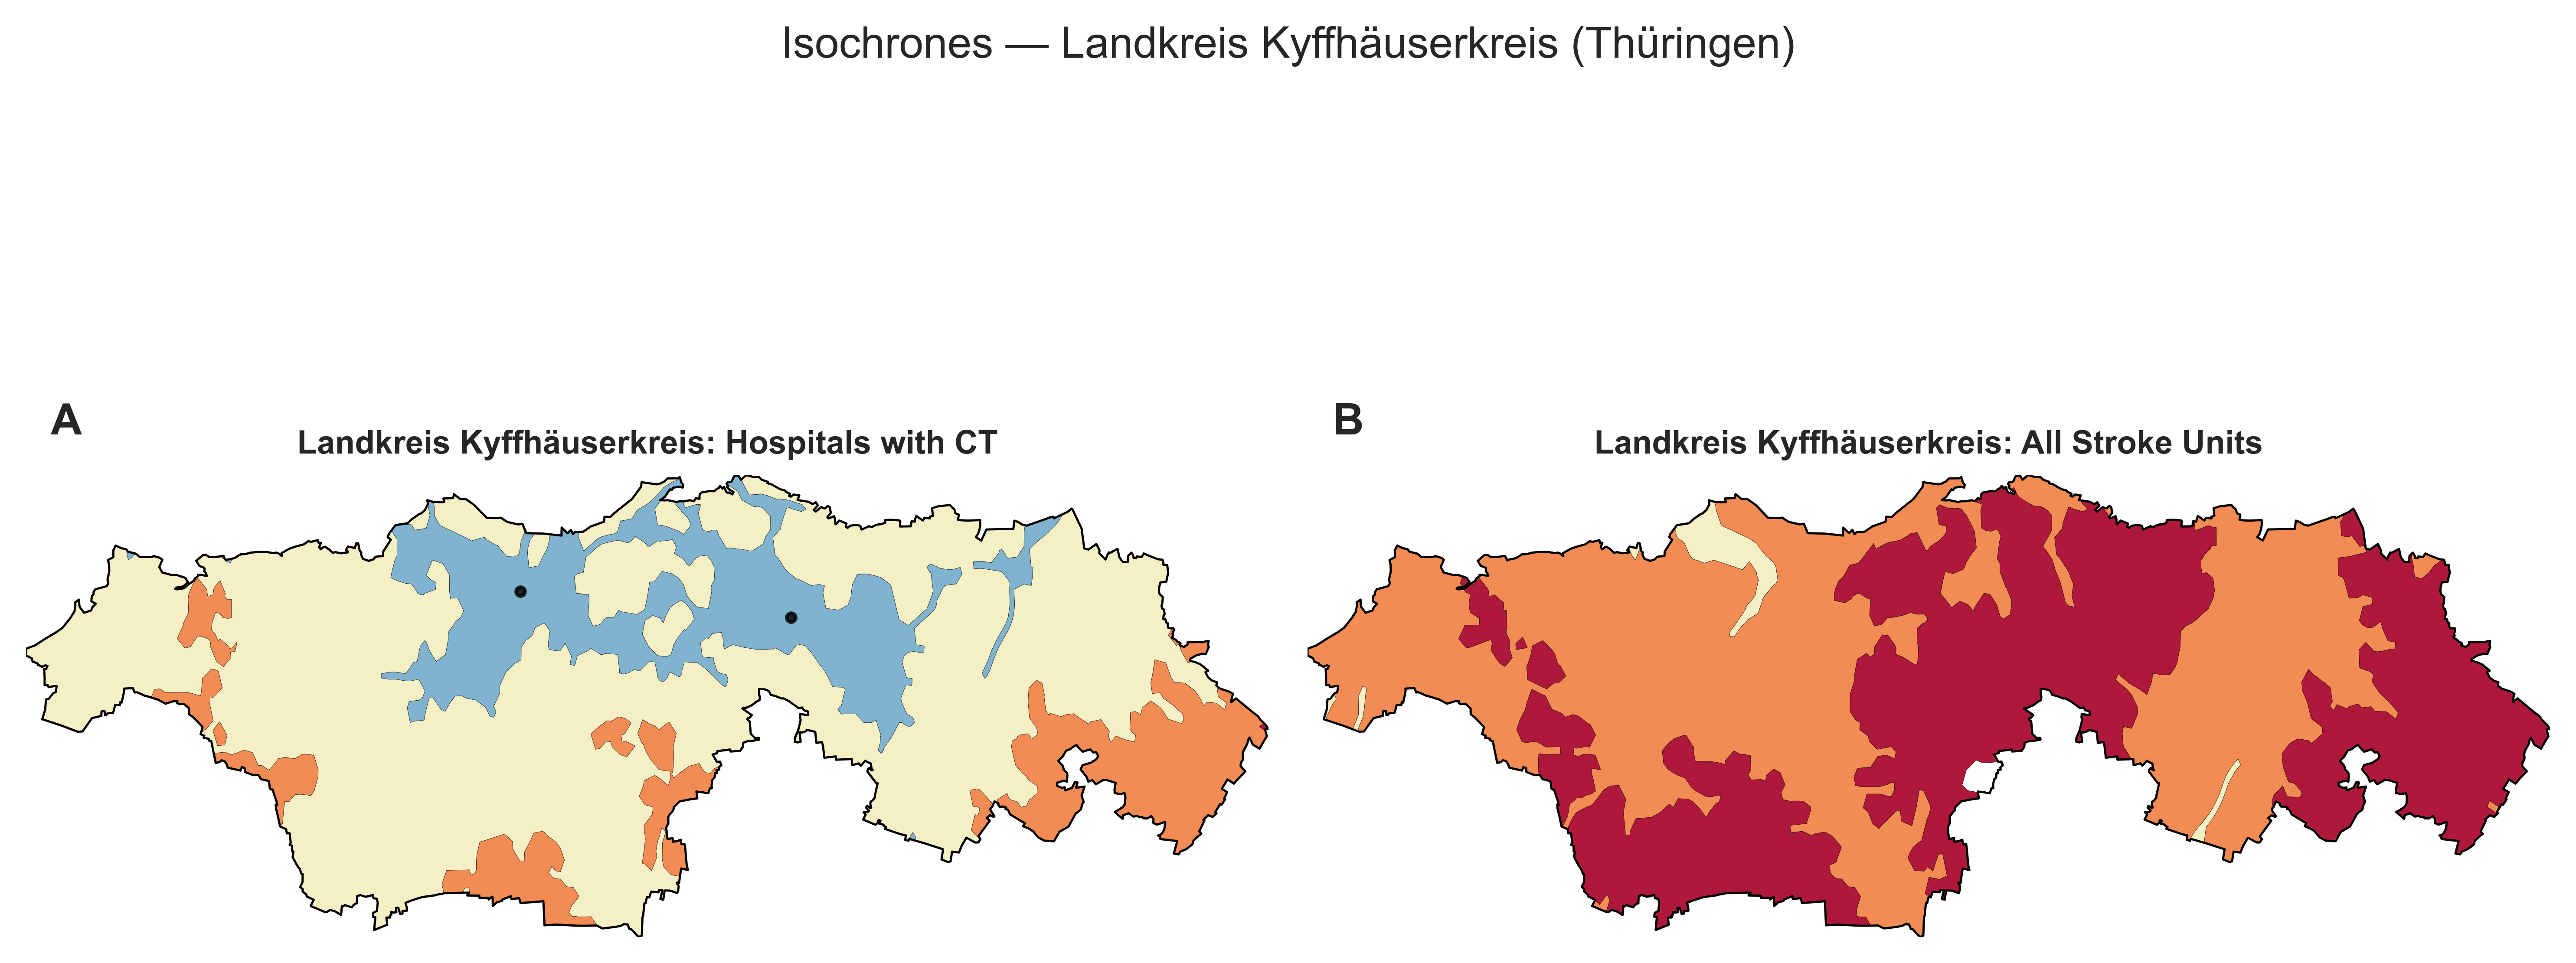 Isochrones — Landkreis Kyffhäuserkreis (Thüringen)
A
Landkreis Kyffhäuserkreis: Hospitals with CT
B
Landkreis Kyffhäuserkreis: All Stroke Units